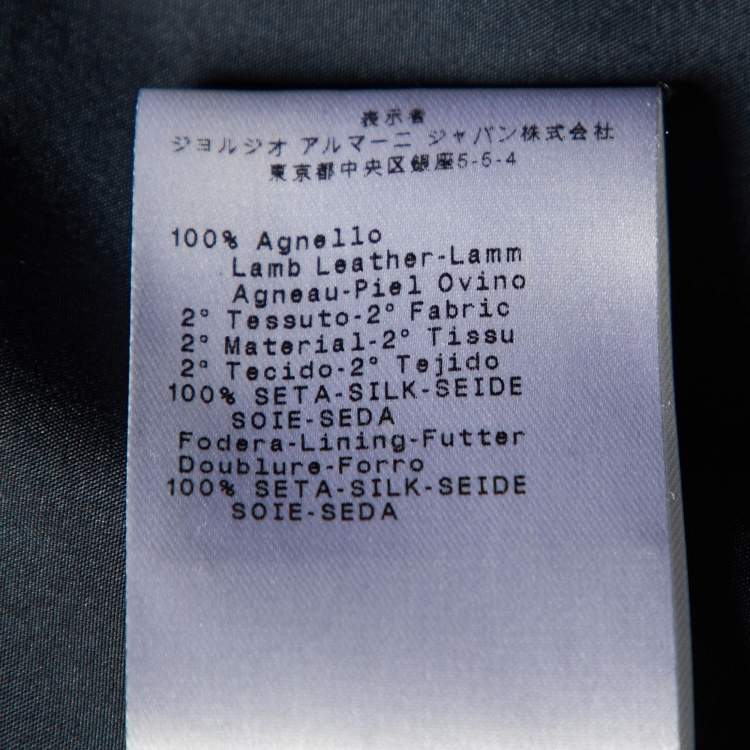 表示者
ジョルジオ アルマーニ ジャパン株式会社
東京都中央区銀座5-5-4
100% Agnello
Lamb Leather-Lamm
Agneau-Piel Ovino
2° Tessuto-2° Fabric
2° Material-2° Tissu
2° Tecido-2° Tejido
100% SETA-SILK-SEIDE
SOIE-SEDA
Fodera-Lining-Futter
Doublure-Forro
100% SETA-SILK-SEIDE
SOIE-SEDA